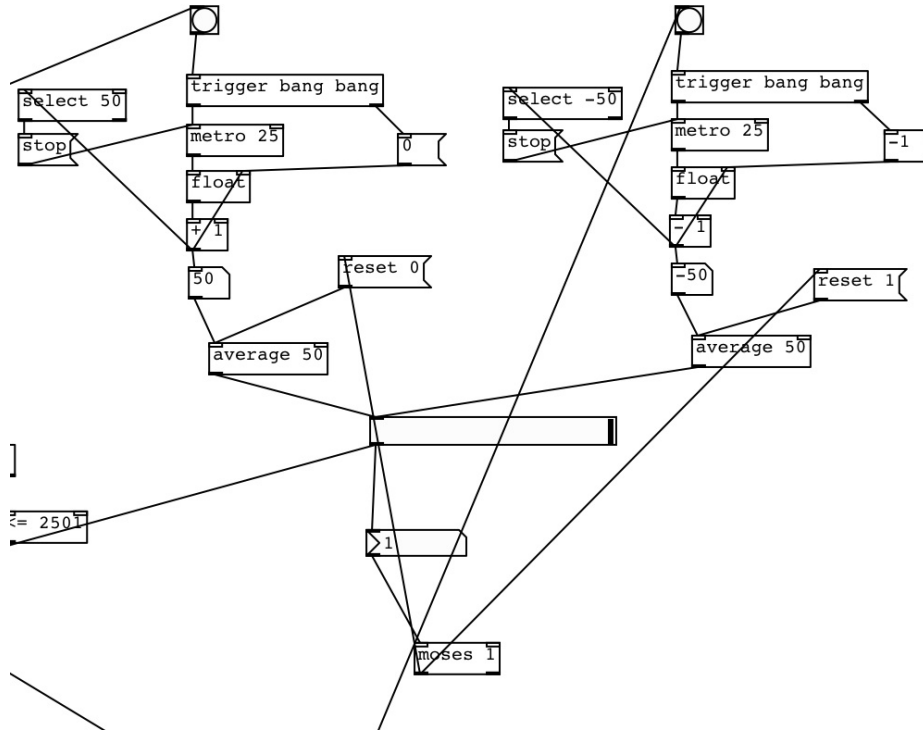 trigger bang bang
select 50
stop
metro 25
0
float
+ 1
50
reset 0
average 50
trigger bang bang
select -50
stop
metro 25
-1
float
- 1
-50
reset 1
average 50
<= 2501
1
moses 1